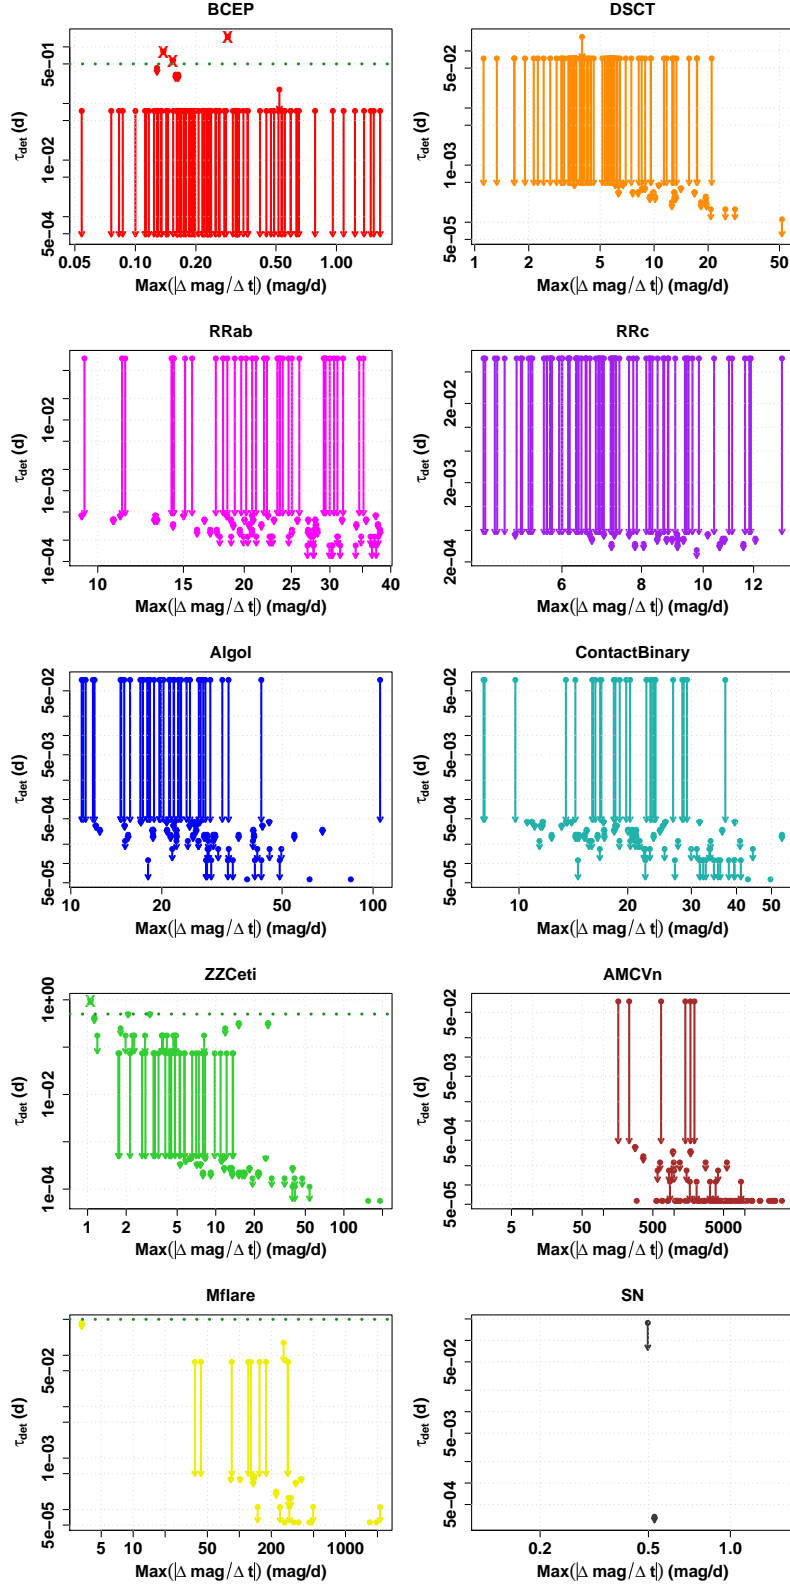 BCEP
τdet (d)
5e−01
1e−02
5e−04
0.05 0.10 0.20 0.50 1.00
Max(|Δ mag/Δ t|) (mag/d)
DSCT
τdet (d)
5e−02
1e−03
5e−05
1 2 5 10 20 50
Max(|Δ mag/Δ t|) (mag/d)
RRab
τdet (d)
1e−02
1e−03
1e−04
10 15 20 25 30 35 40
Max(|Δ mag/Δ t|) (mag/d)
RRc
τdet (d)
2e−02
2e−03
2e−04
6 8 10 12
Max(|Δ mag/Δ t|) (mag/d)
Algol
τdet (d)
5e−02
5e−03
5e−04
5e−05
10 20 50 100
Max(|Δ mag/Δ t|) (mag/d)
ContactBinary
τdet (d)
5e−02
5e−03
5e−04
5e−05
10 20 30 40 50
Max(|Δ mag/Δ t|) (mag/d)
ZZCeti
τdet (d)
1e+00
1e−02
1e−04
1 2 5 10 20 50 100
Max(|Δ mag/Δ t|) (mag/d)
AMCVn
τdet (d)
5e−02
5e−03
5e−04
5e−05
5 50 500 5000
Max(|Δ mag/Δ t|) (mag/d)
Mflare
τdet (d)
5e−02
1e−03
5e−05
5 10 50 200 1000
Max(|Δ mag/Δ t|) (mag/d)
SN
τdet (d)
5e−02
5e−03
5e−04
0.2 0.5 1.0
Max(|Δ mag/Δ t|) (mag/d)